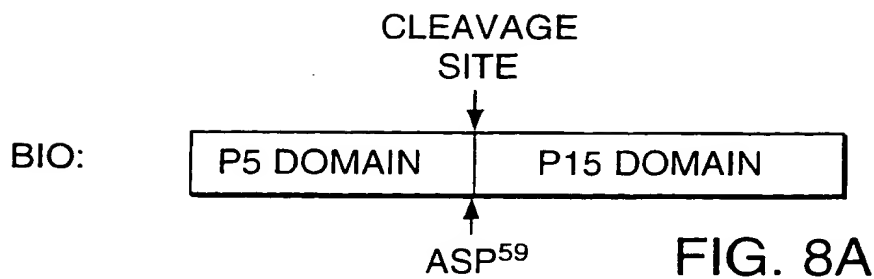 CLEAVAGE
SITE
BIO:
P5 DOMAIN
P15 DOMAIN
ASP⁵⁹
FIG. 8A